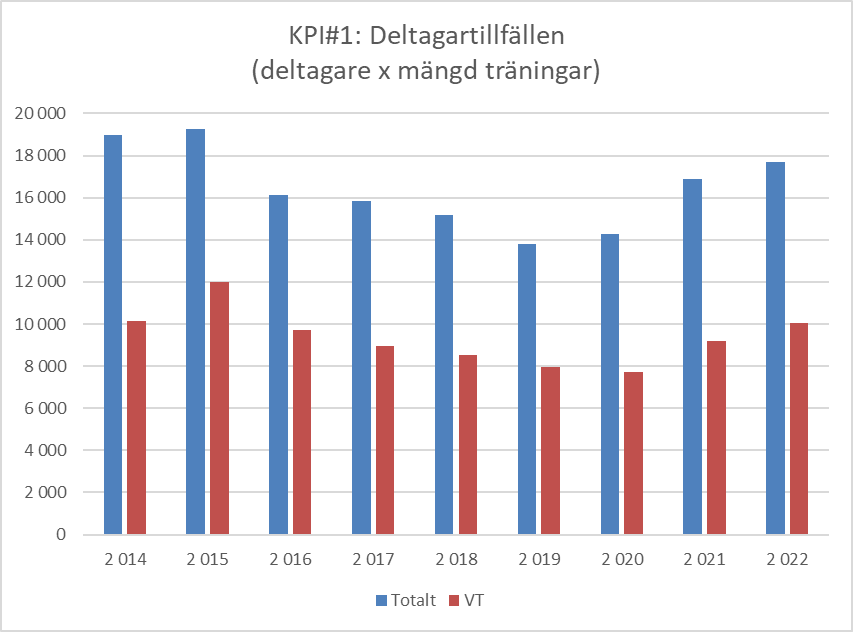 KPI#1: Deltagartillfällen
(deltagare x mängd träningar)
20 000
18 000
16 000
14 000
12 000
10 000
8 000
6 000
4 000
2 000
0
2 014 2 015 2 016 2 017 2 018 2 019 2 020 2 021 2 022
Totalt VT